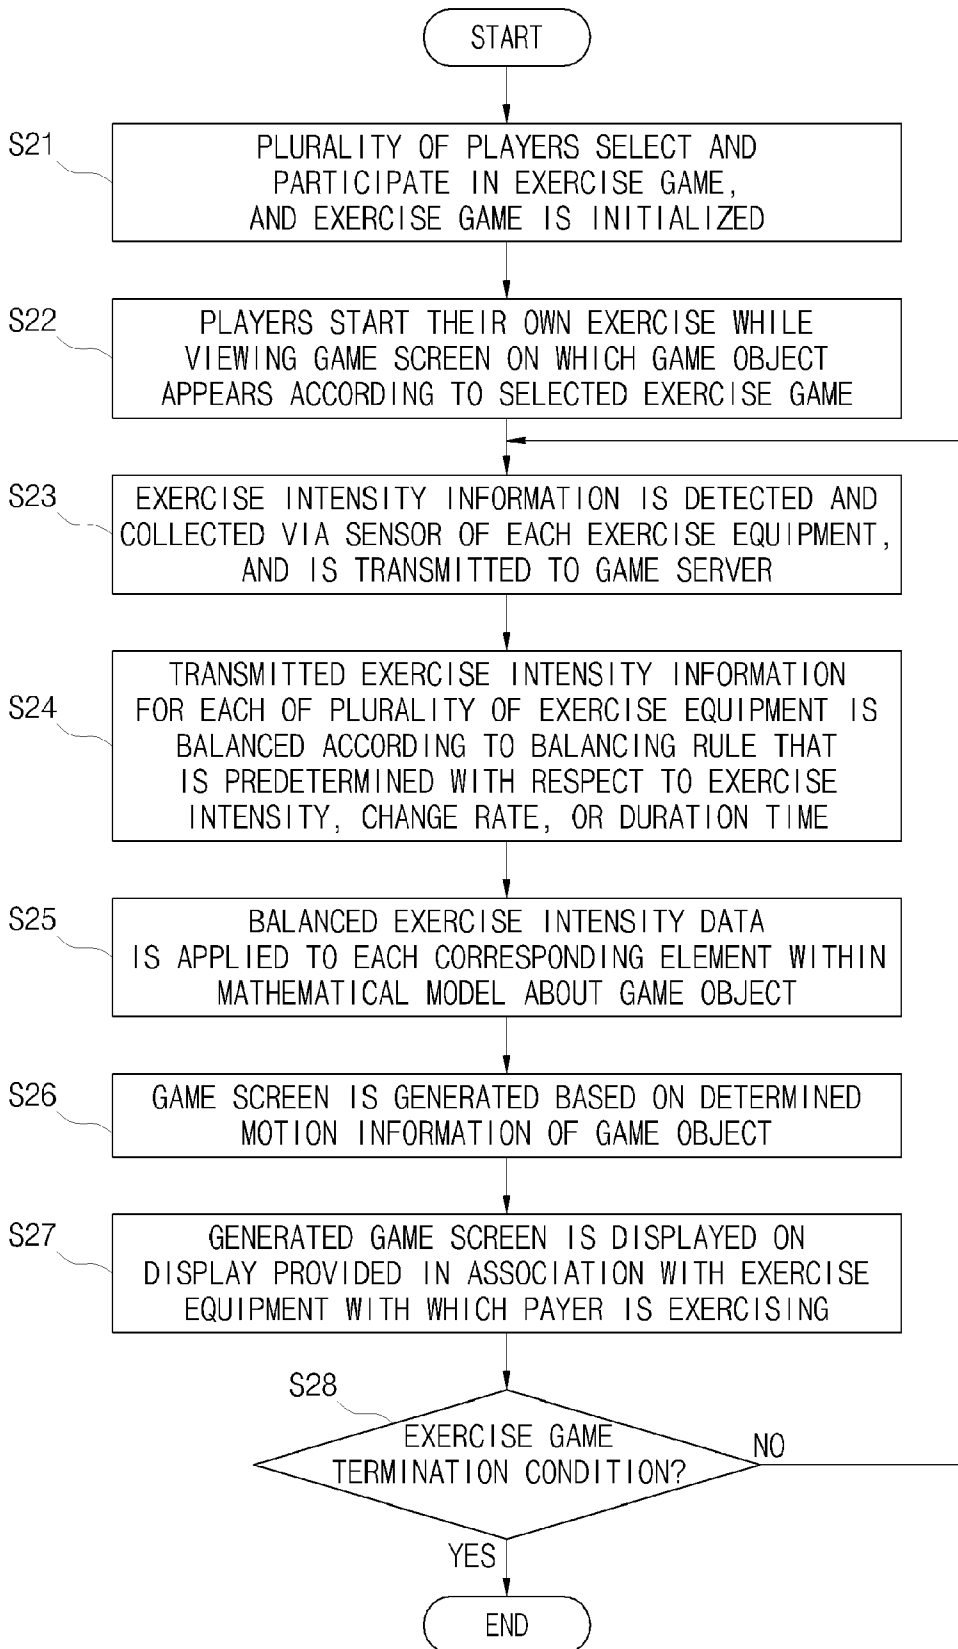 START
S21
PLURALITY OF PLAYERS SELECT AND
PARTICIPATE IN EXERCISE GAME,
AND EXERCISE GAME IS INITIALIZED
S22
PLAYERS START THEIR OWN EXERCISE WHILE
VIEWING GAME SCREEN ON WHICH GAME OBJECT
APPEARS ACCORDING TO SELECTED EXERCISE GAME
S23
EXERCISE INTENSITY INFORMATION IS DETECTED AND
COLLECTED VIA SENSOR OF EACH EXERCISE EQUIPMENT,
AND IS TRANSMITTED TO GAME SERVER
S24
TRANSMITTED EXERCISE INTENSITY INFORMATION
FOR EACH OF PLURALITY OF EXERCISE EQUIPMENT IS
BALANCED ACCORDING TO BALANCING RULE THAT
IS PREDETERMINED WITH RESPECT TO EXERCISE
INTENSITY, CHANGE RATE, OR DURATION TIME
S25
BALANCED EXERCISE INTENSITY DATA
IS APPLIED TO EACH CORRESPONDING ELEMENT WITHIN
MATHEMATICAL MODEL ABOUT GAME OBJECT
S26
GAME SCREEN IS GENERATED BASED ON DETERMINED
MOTION INFORMATION OF GAME OBJECT
S27
GENERATED GAME SCREEN IS DISPLAYED ON
DISPLAY PROVIDED IN ASSOCIATION WITH EXERCISE
EQUIPMENT WITH WHICH PAYER IS EXERCISING
S28
EXERCISE GAME
TERMINATION CONDITION?
NO
YES
END